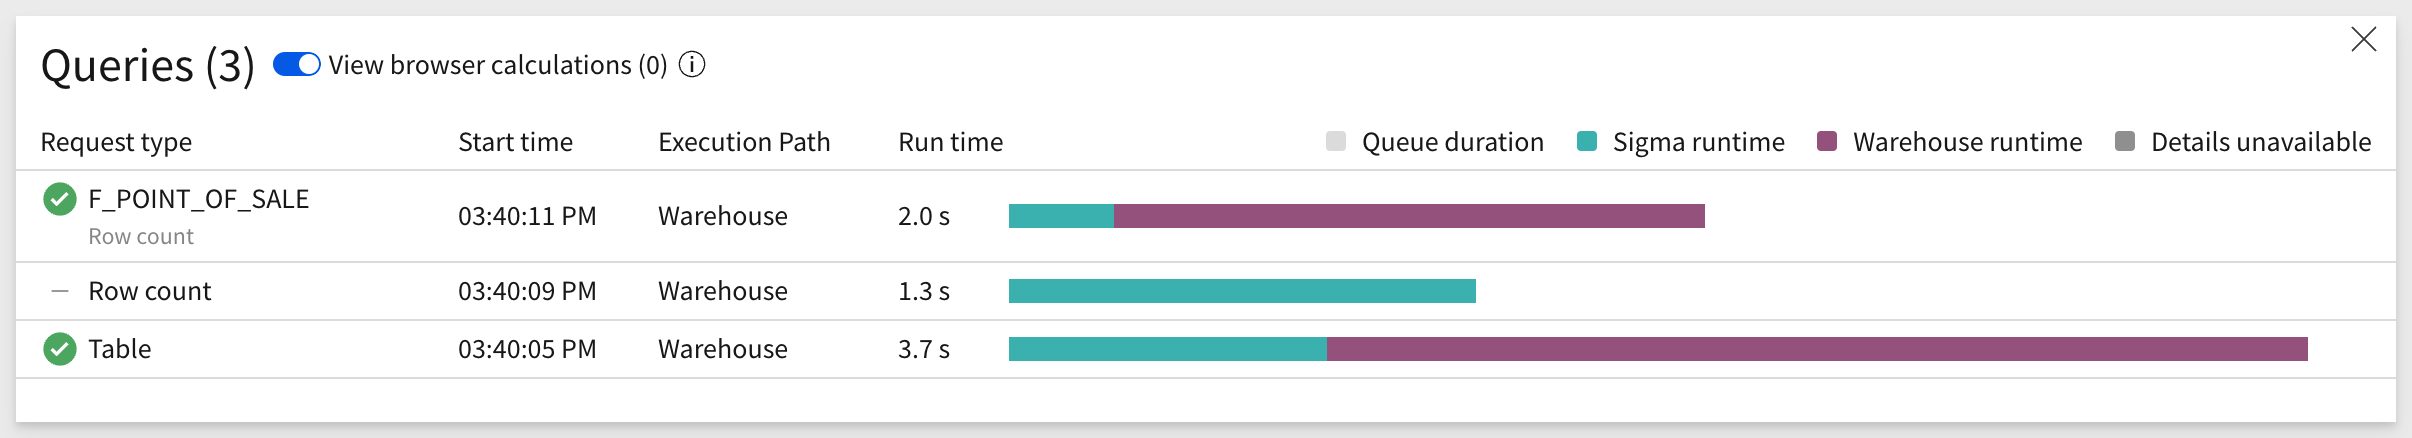 Queries (3) View browser calculations (0)
Request type Start time Execution Path Run time Queue duration Sigma runtime Warehouse runtime Details unavailable
F_POINT_OF_SALE
Row count
03:40:11 PM Warehouse 2.0 s
Row count 03:40:09 PM Warehouse 1.3 s
Table 03:40:05 PM Warehouse 3.7 s